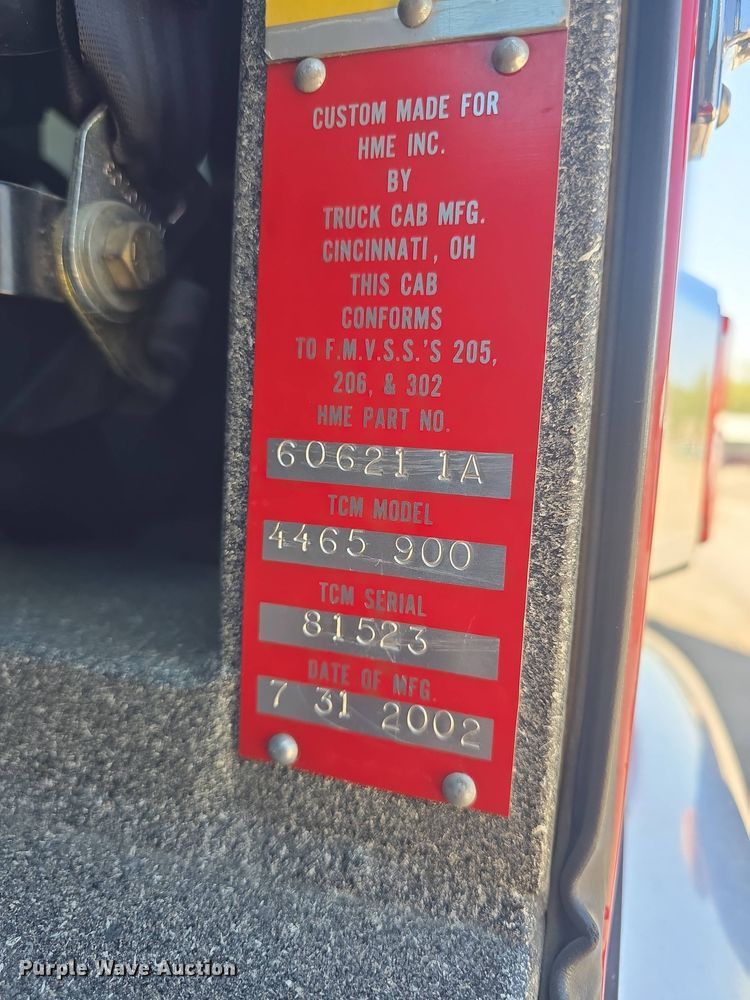 CUSTOM MADE FOR
HME INC.
BY
TRUCK CAB MFG.
CINCINNATI, OH
THIS CAB
CONFORMS
TO F.M.V.S.S.'S 205,
206, & 302
HME PART NO.
60621 1A
TCM MODEL
4465 900
TCM SERIAL
81523
DATE OF MFG.
7 31 2002
Purple Wave Auction